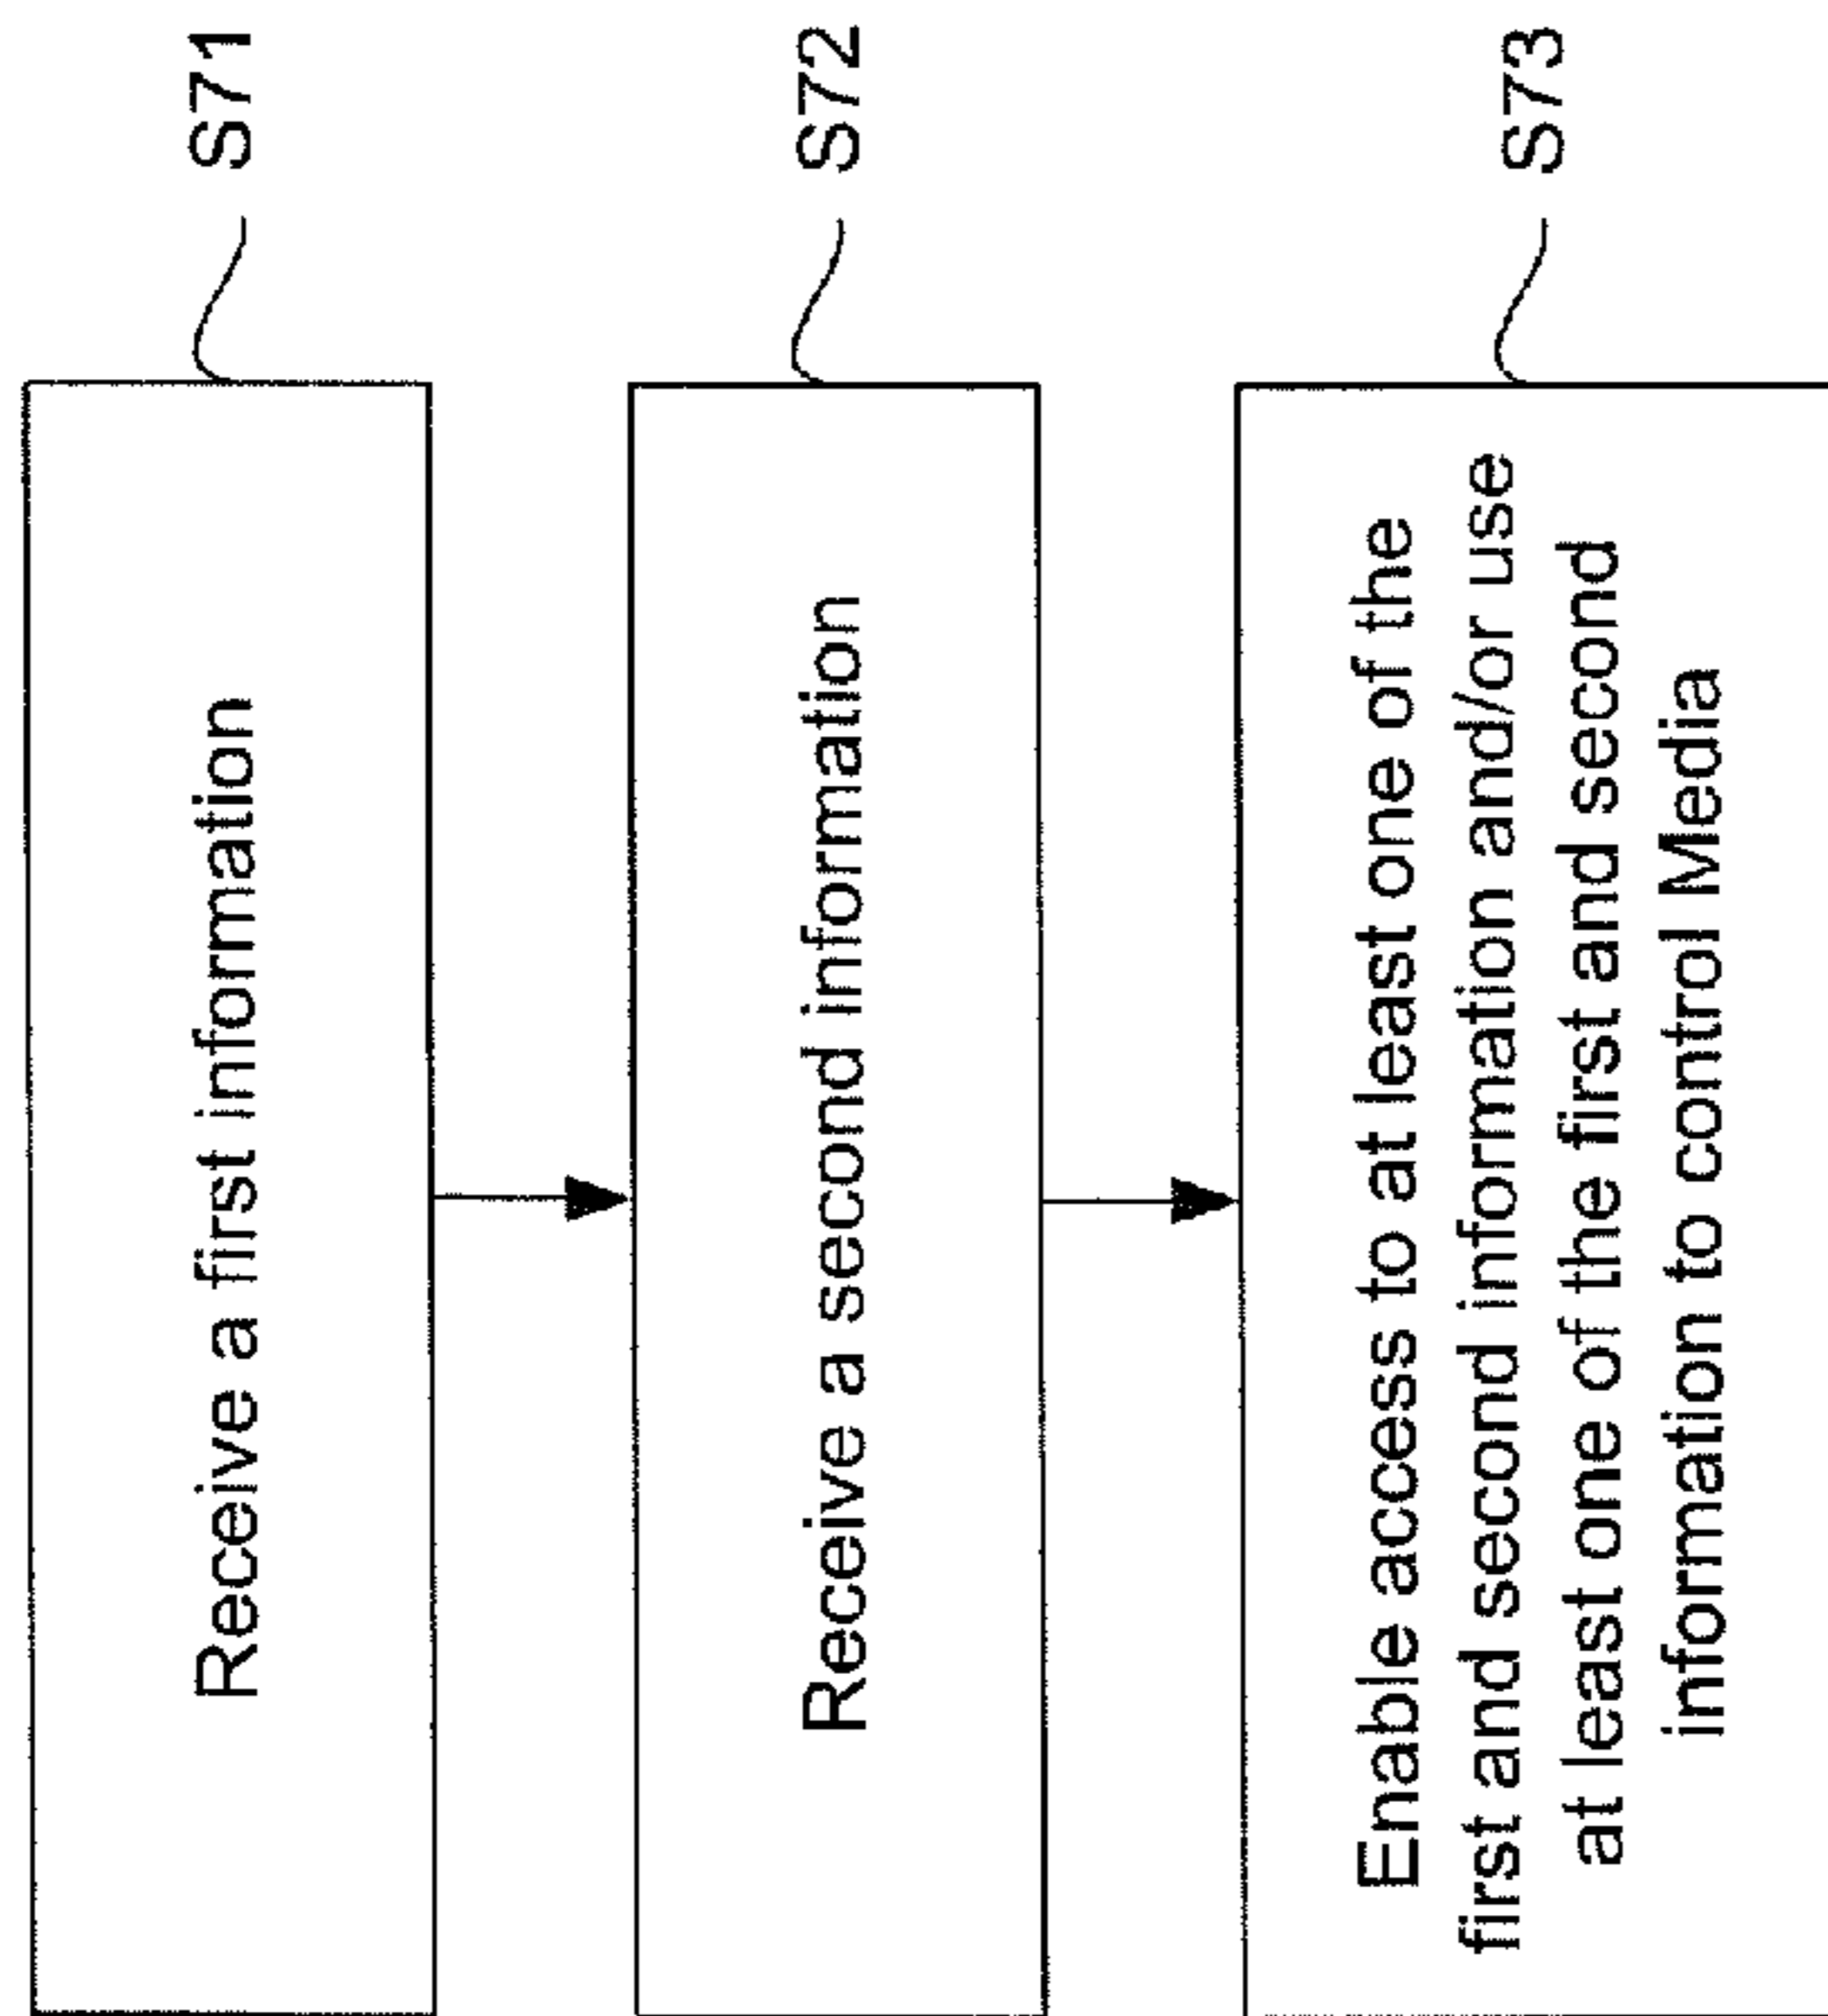 Receive a first information
S71
Receive a second information
S72
Enable access to at least one of the
first and second information and/or use
at least one of the first and second
information to control Media
S73